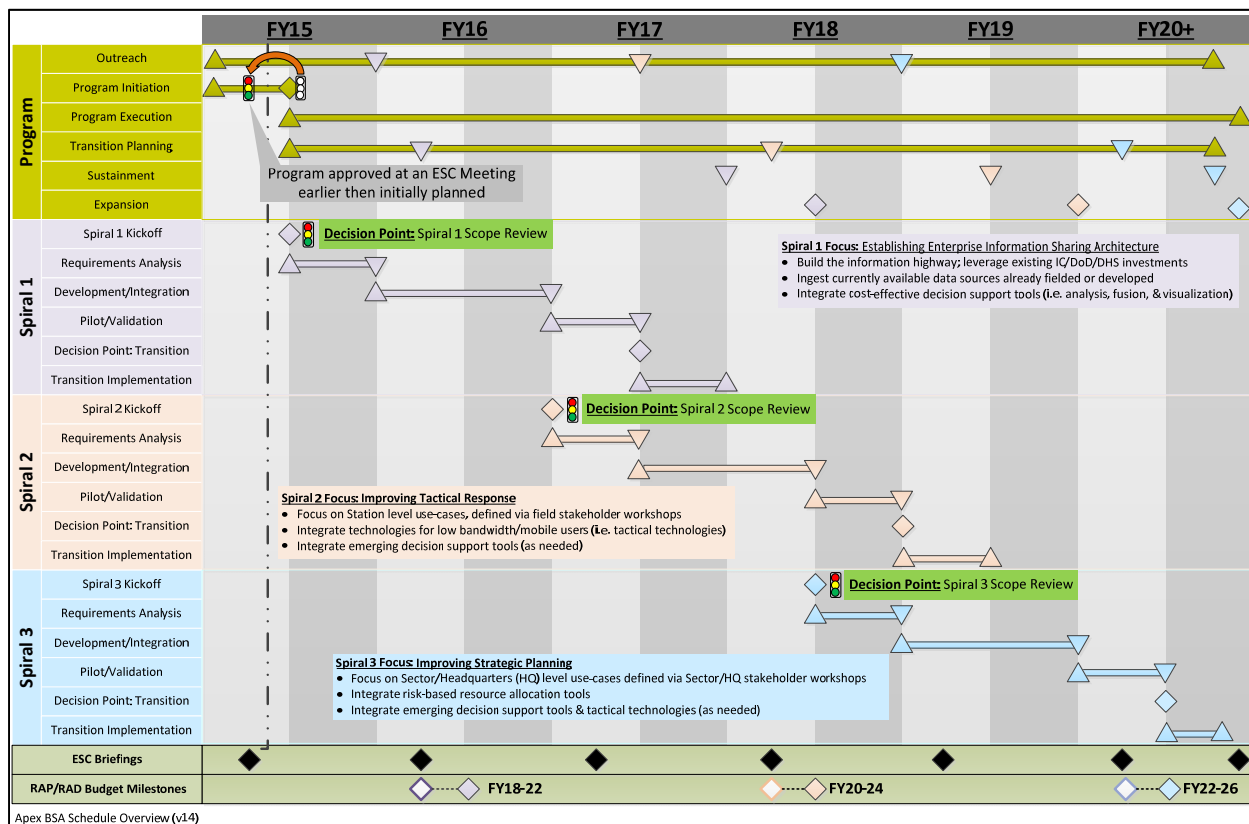 FY15 FY16 FY17 FY18 FY19 FY20+
Program
Outreach
Program Initiation
Program Execution
Transition Planning
Sustainment
Expansion
Program approved at an ESC Meeting
earlier then initially planned
Spiral 1
Spiral 1 Kickoff
Requirements Analysis
Development/Integration
Pilot/Validation
Decision Point: Transition
Transition Implementation
Decision Point: Spiral 1 Scope Review
Spiral 1 Focus: Establishing Enterprise Information Sharing Architecture
• Build the information highway; leverage existing IC/DoD/DHS investments
• Ingest currently available data sources already fielded or developed
• Integrate cost-effective decision support tools (i.e. analysis, fusion, & visualization)
Spiral 2
Spiral 2 Kickoff
Requirements Analysis
Development/Integration
Pilot/Validation
Decision Point: Transition
Transition Implementation
Decision Point: Spiral 2 Scope Review
Spiral 2 Focus: Improving Tactical Response
• Focus on Station level use-cases, defined via field stakeholder workshops
• Integrate technologies for low bandwidth/mobile users (i.e. tactical technologies)
• Integrate emerging decision support tools (as needed)
Spiral 3
Spiral 3 Kickoff
Requirements Analysis
Development/Integration
Pilot/Validation
Decision Point: Transition
Transition Implementation
Decision Point: Spiral 3 Scope Review
Spiral 3 Focus: Improving Strategic Planning
• Focus on Sector/Headquarters (HQ) level use-cases defined via Sector/HQ stakeholder workshops
• Integrate risk-based resource allocation tools
• Integrate emerging decision support tools & tactical technologies (as needed)
ESC Briefings
RAP/RAD Budget Milestones
FY18-22
FY20-24
FY22-26
Apex BSA Schedule Overview (v14)